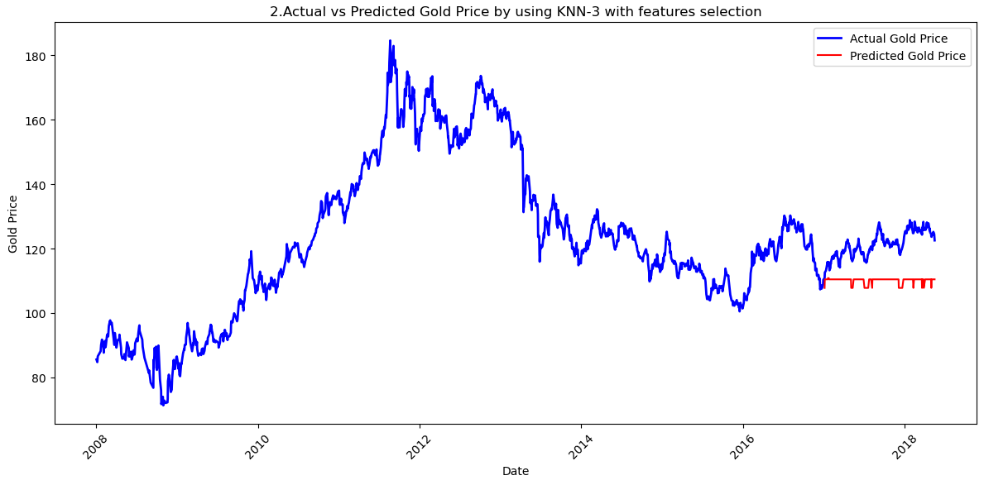 2.Actual vs Predicted Gold Price by using KNN-3 with features selection
Actual Gold Price
Predicted Gold Price
180
160
140
120
100
80
Gold Price
2008
2010
2012
2014
2016
2018
Date